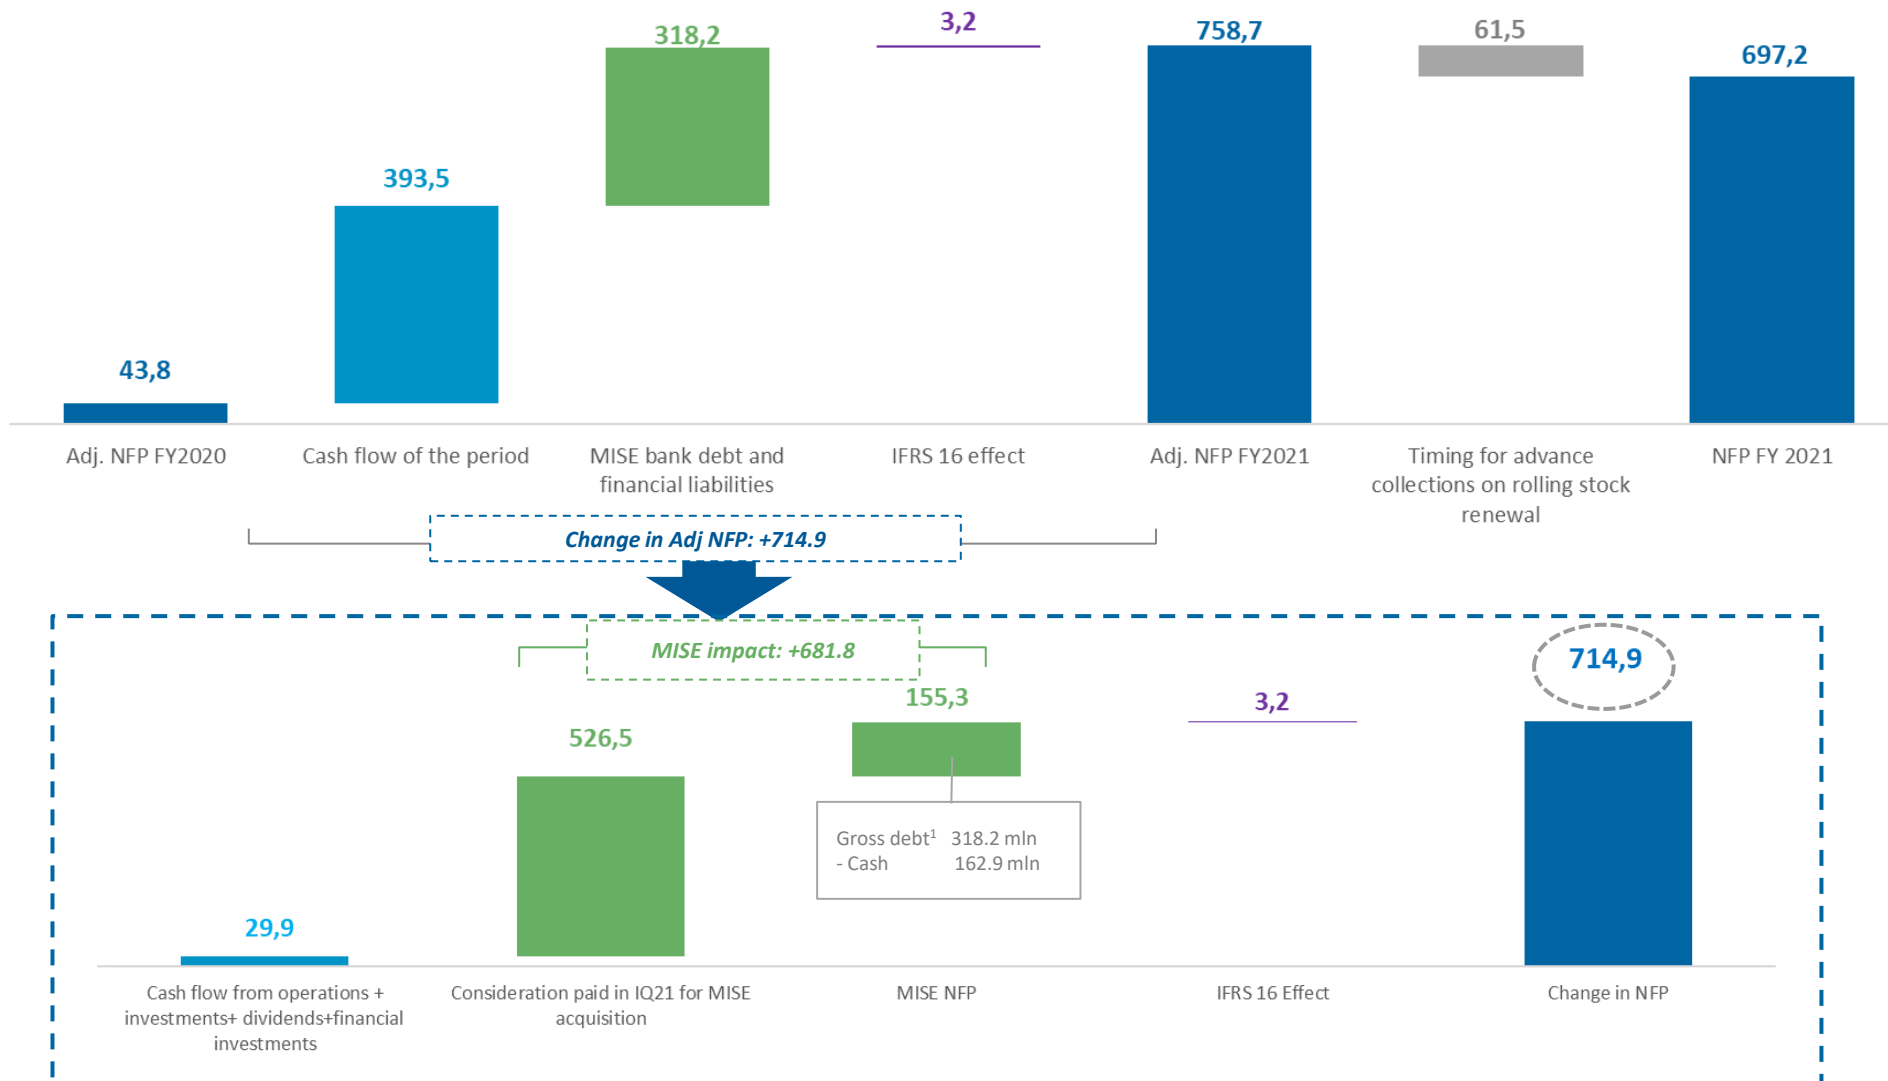 43,8
393,5
318,2
3,2
758,7
61,5
697,2
Adj. NFP FY2020
Cash flow of the period
MISE bank debt and
financial liabilities
IFRS 16 effect
Adj. NFP FY2021
Timing for advance
collections on rolling stock
renewal
NFP FY 2021
Change in Adj NFP: +714.9
MISE impact: +681.8
29,9
526,5
155,3
3,2
714,9
Gross debt¹ 318.2 mln
- Cash 162.9 mln
Cash flow from operations +
investments+ dividends+financial
investments
Consideration paid in IQ21 for MISE
acquisition
MISE NFP
IFRS 16 Effect
Change in NFP